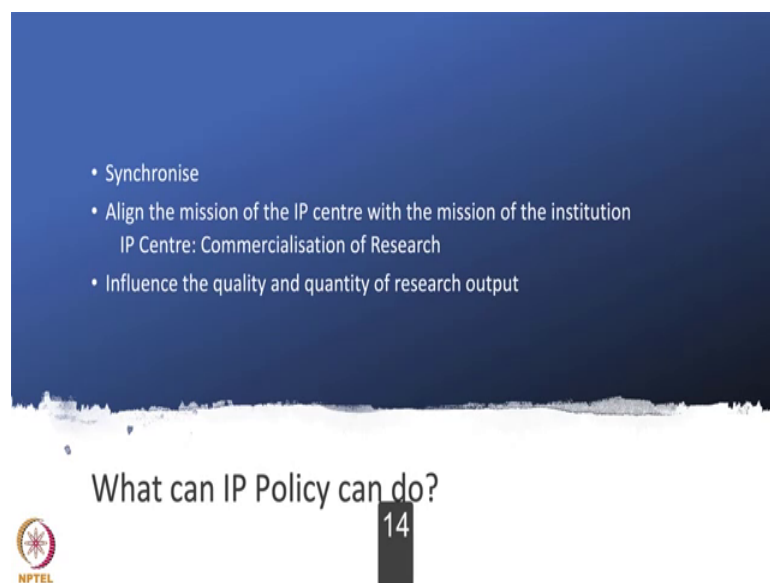 • Synchronise
• Align the mission of the IP centre with the mission of the institution
IP Centre: Commercialisation of Research
• Influence the quality and quantity of research output
What can IP Policy can do?
14
NPTEL